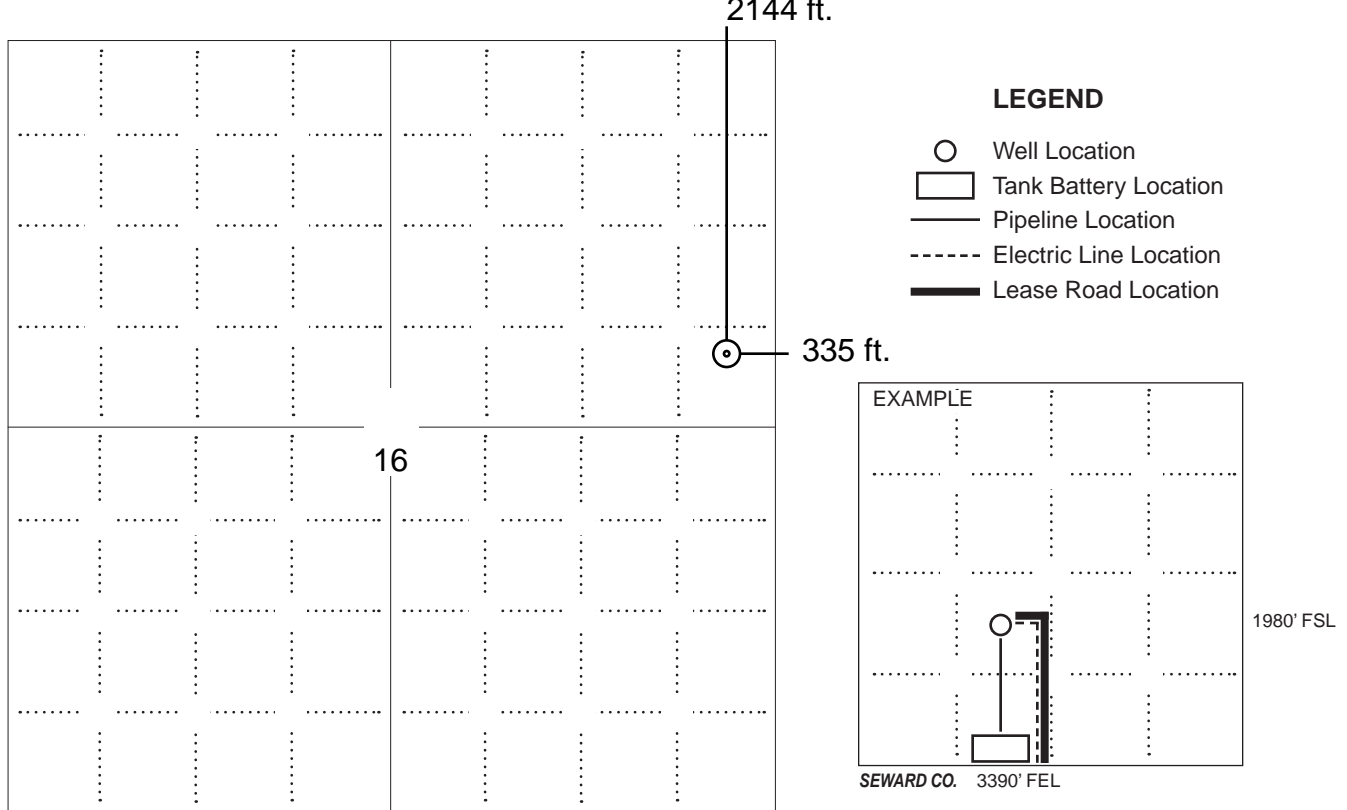 2144 ft.
LEGEND
Well Location
Tank Battery Location
Pipeline Location
Electric Line Location
Lease Road Location
335 ft.
EXAMPLE
16
1980' FSL
SEWARD CO. 3390' FEL